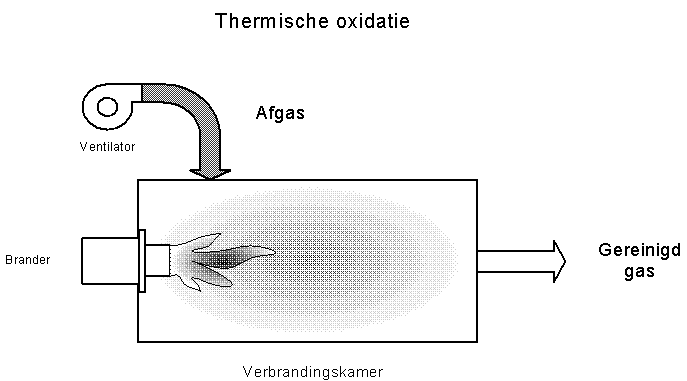 Thermische oxidatie
Afgas
Ventilator
Brander
Gereinigd
gas
Verbrandingskamer